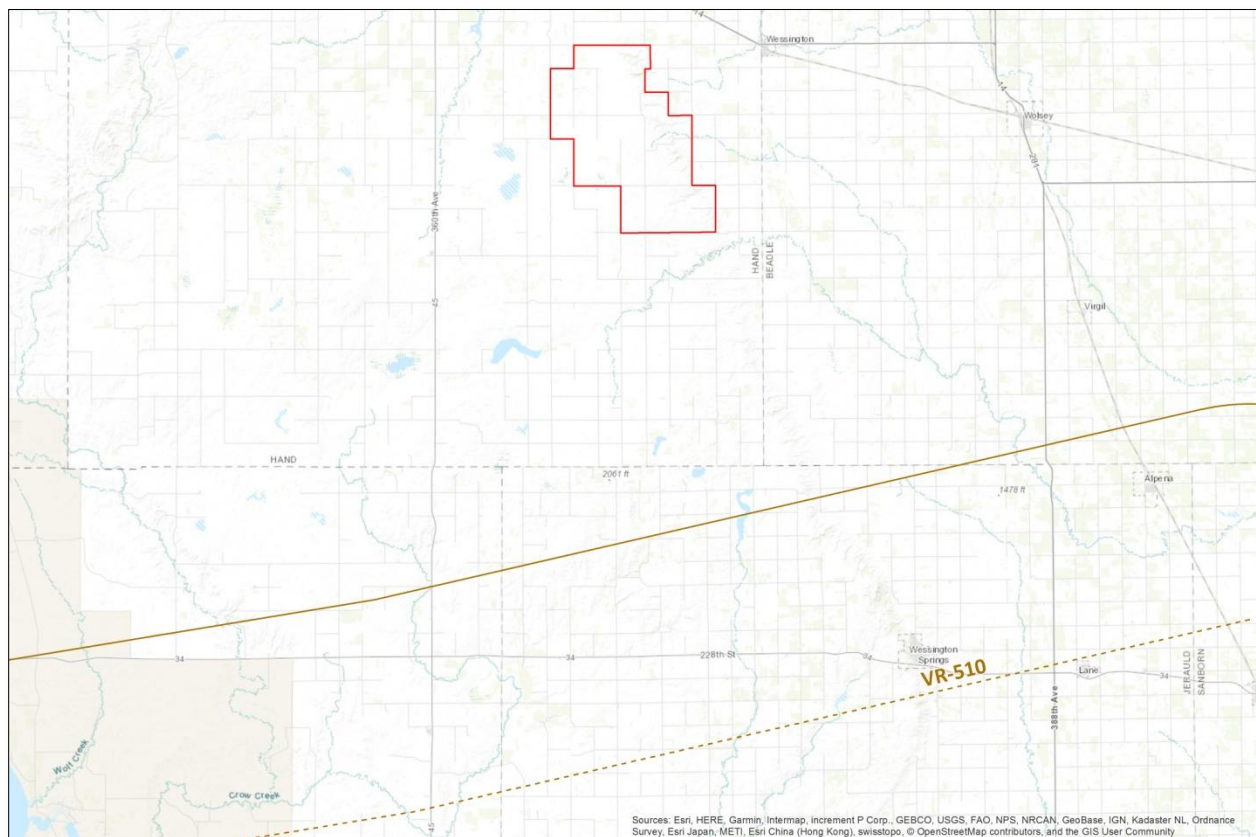 14
Wessington
14
Wolsey
281
360th Ave
HAND
BEADLE
45
Virgil
HAND
2061 ft
1478 ft
Alpena
34
34
228th St
Wessington
Springs
34
VR-510
Lane
34
388th Ave
JERAULD
SANBORN
Wolf Creek
Crow Creek
45
Sources: Esri, HERE, Garmin, Intermap, increment P Corp., GEBCO, USGS, FAO, NPS, NRCAN, GeoBase, IGN, Kadaster NL, Ordnance
Survey, Esri Japan, METI, Esri China (Hong Kong), swisstopo, © OpenStreetMap contributors, and the GIS User Community